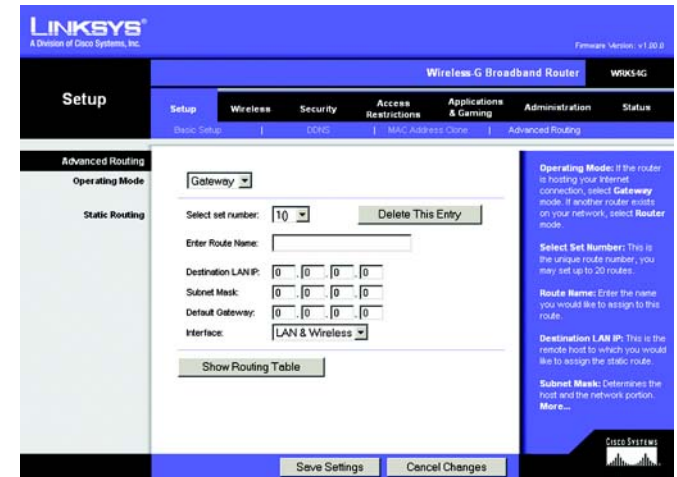 LINKSYS®
A Division of Cisco Systems, Inc.
Firmware Version: v1.00.0
Wireless-G Broadband Router WRK54G
Setup
Setup Wireless Security Access Restrictions Applications & Gaming Administration Status
Basic Setup | DDNS | MAC Address Clone | Advanced Routing
Advanced Routing
Operating Mode
Gateway
Static Routing
Select set number: 1() Delete This Entry
Enter Route Name:
Destination LAN IP: 0 . 0 . 0 . 0
Subnet Mask: 0 . 0 . 0 . 0
Default Gateway: 0 . 0 . 0 . 0
Interface: LAN & Wireless
Show Routing Table
Operating Mode: If the router
is hosting your Internet
connection, select Gateway
mode. If another router exists
on your network, select Router
mode.
Select Set Number: This is
the unique route number, you
may set up to 20 routes.
Route Name: Enter the name
you would like to assign to this
route.
Destination LAN IP: This is the
remote host to which you would
like to assign the static route.
Subnet Mask: Determines the
host and the network portion.
More...
Save Settings Cancel Changes
CISCO SYSTEMS